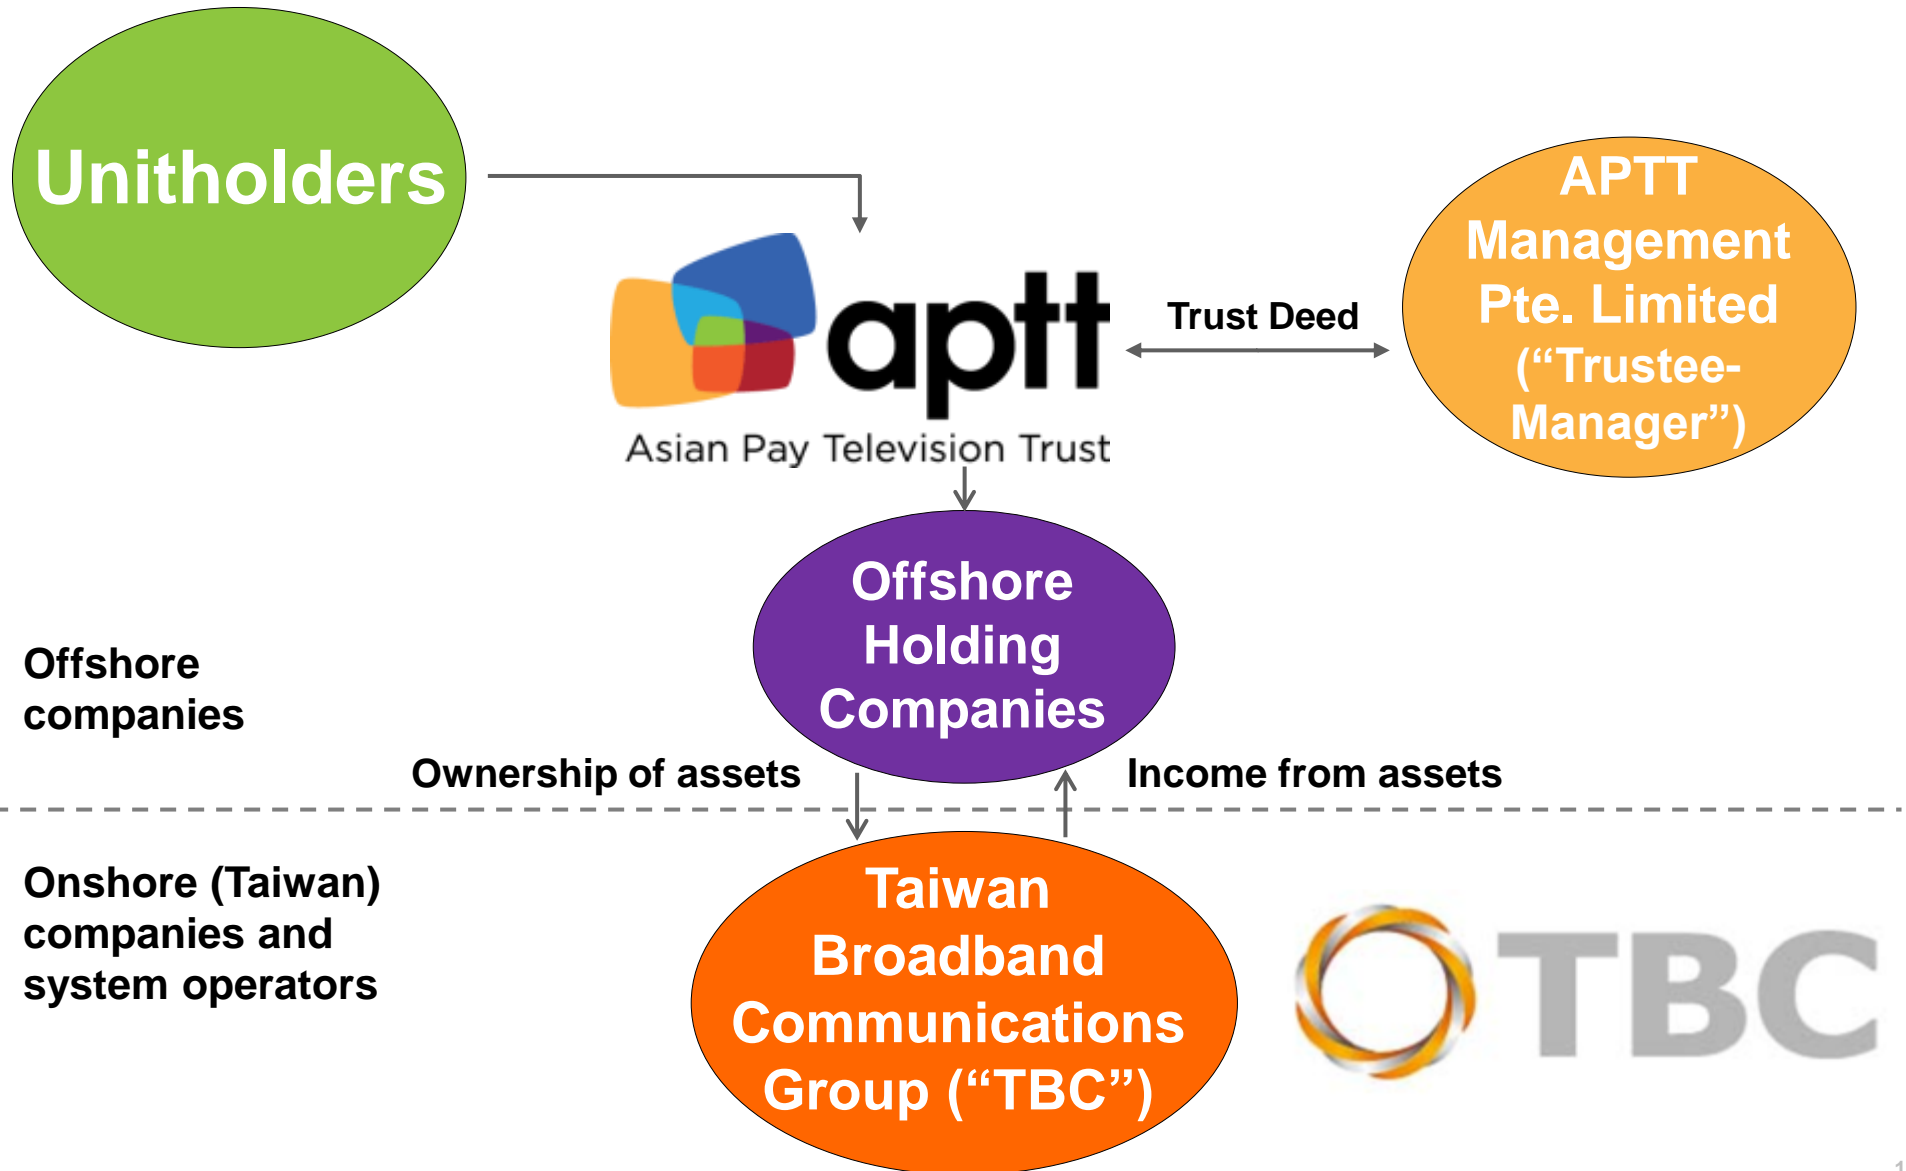 Unitholders
APTT
Management
Pte. Limited
(“Trustee-
Manager”)
aptt
Trust Deed
Asian Pay Television Trust
Offshore
Holding
Companies
Offshore
companies
Ownership of assets
Income from assets
Onshore (Taiwan)
companies and
system operators
Taiwan
Broadband
Communications
Group (“TBC”)
TBC
1